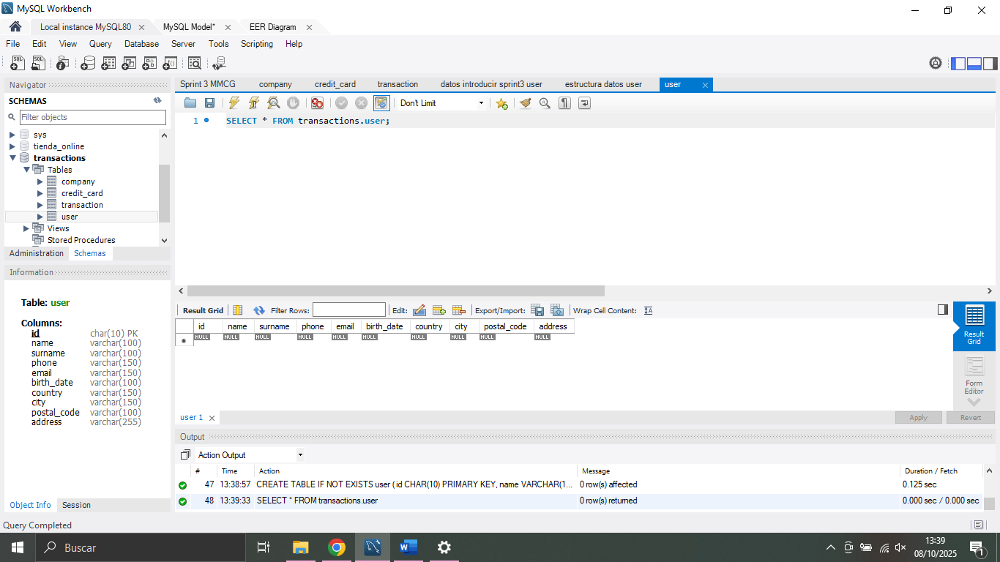 MySQL Workbench
Local instance MySQL80
MySQL Model*
EER Diagram
File Edit View Query Database Server Tools Scripting Help
Navigator
SCHEMAS
Filter objects
sys
tienda_online
transactions
Tables
company
credit_card
transaction
user
Views
Stored Procedures
Administration Schemas
Information
Table: user
Columns:
id char(10) PK
name varchar(100)
surname varchar(100)
phone varchar(150)
email varchar(150)
birth_date varchar(100)
country varchar(150)
city varchar(150)
postal_code varchar(100)
address varchar(255)
Object Info Session
Sprint 3 MMCG company credit_card transaction datos introducir sprint3 user estructura datos user user
Don't Limit
1 SELECT * FROM transactions.user;
Result Grid Filter Rows: Edit: Export/Import: Wrap Cell Content:
id name surname phone email birth_date country city postal_code address
NULL NULL NULL NULL NULL NULL NULL NULL NULL NULL
Result Grid
Form Editor
user 1
Apply Revert
Output
Action Output
# Time Action Message Duration / Fetch
47 13:38:57 CREATE TABLE IF NOT EXISTS user ( id CHAR(10) PRIMARY KEY, name VARCHAR(1... 0 row(s) affected 0.125 sec
48 13:39:33 SELECT * FROM transactions.user 0 row(s) returned 0.000 sec / 0.000 sec
Query Completed
Buscar
13:39
08/10/2025
1